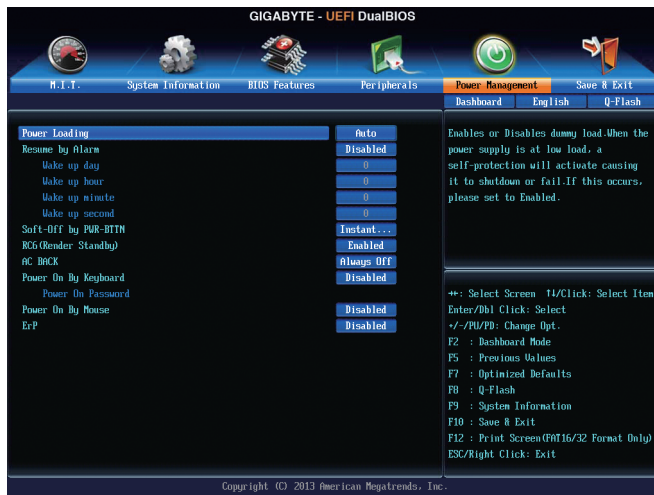 GIGABYTE - UEFI DualBIOS
M.I.T. System Information BIOS Features Peripherals Power Management Save & Exit
Dashboard English Q-Flash
Power Loading Auto
Resume by Alarm Disabled
Wake up day 0
Wake up hour 0
Wake up minute 0
Wake up second 0
Soft-Off by PWR-BTTN Instant...
RC6(Render Standby) Enabled
AC BACK Always Off
Power On By Keyboard Disabled
Power On Password
Power On By Mouse Disabled
ErP Disabled
Enables or Disables dummy load.When the
power supply is at low load, a
self-protection will activate causing
it to shutdown or fail.If this occurs,
please set to Enabled.
→←: Select Screen ↑↓/Click: Select Item
Enter/Dbl Click: Select
+/-/PU/PD: Change Opt.
F2 : Dashboard Mode
F5 : Previous Values
F7 : Optimized Defaults
F8 : Q-Flash
F9 : System Information
F10 : Save & Exit
F12 : Print Screen(FAT16/32 Format Only)
ESC/Right Click: Exit
Copyright (C) 2013 American Megatrends, Inc.